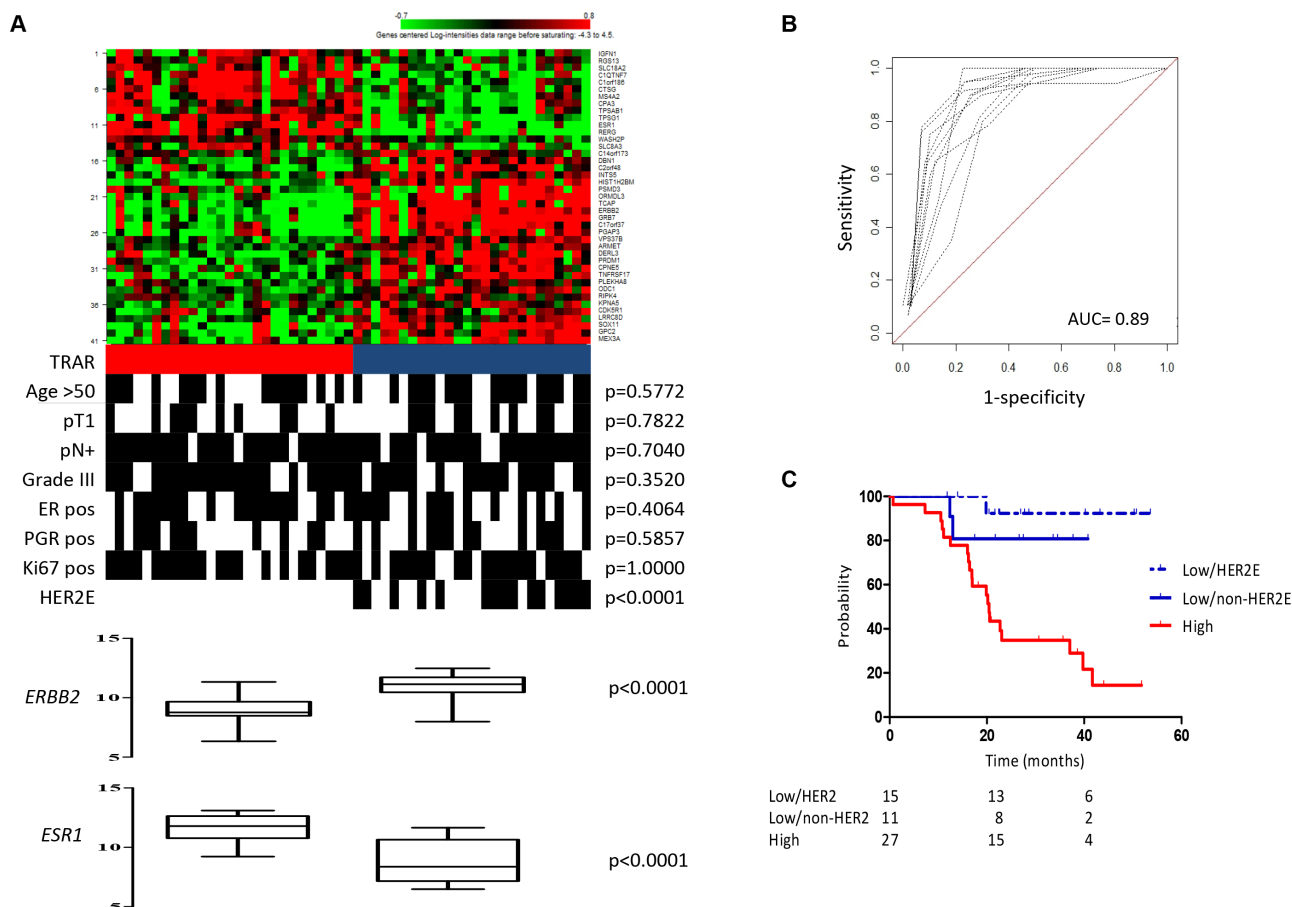 A
-0.7
0.8
Genes centered Log-intensities data range before saturating: -4.3 to 4.5.
1
6
11
16
21
26
31
36
41
IGFN1
RGS13
SLC18A2
C1QTNF7
C1orf186
CTSG
MS4A2
CPA3
TPSAB1
TPSG1
ESR1
RERG
WASH2P
SLC8A3
C14orf173
DBN1
C2orf48
INTS5
HIST1H2BM
PSMD3
ORMDL3
TCAP
ERBB2
GRB7
C17orf37
PGAP3
VPS37B
ARMET
DERL3
PRDM1
CPNE5
TNFRSF17
PLEKHA8
ODC1
RIPK4
KPNA5
CDK5R1
LRRC8D
SOX11
GPC2
MEX3A
TRAR
Age >50 p=0.5772
pT1 p=0.7822
pN+ p=0.7040
Grade III p=0.3520
ER pos p=0.4064
PGR pos p=0.5857
Ki67 pos p=1.0000
HER2E p<0.0001
15
10
5
ERBB2
p<0.0001
15
10
5
ESR1
p<0.0001
B
1.0
0.8
0.6
0.4
0.2
0.0
Sensitivity
AUC= 0.89
0.0 0.2 0.4 0.6 0.8 1.0
1-specificity
C
100
80
60
40
20
0
Probability
0 20 40 60
Time (months)
Low/HER2E
Low/non-HER2E
High
Low/HER2 15 13 6
Low/non-HER2 11 8 2
High 27 15 4